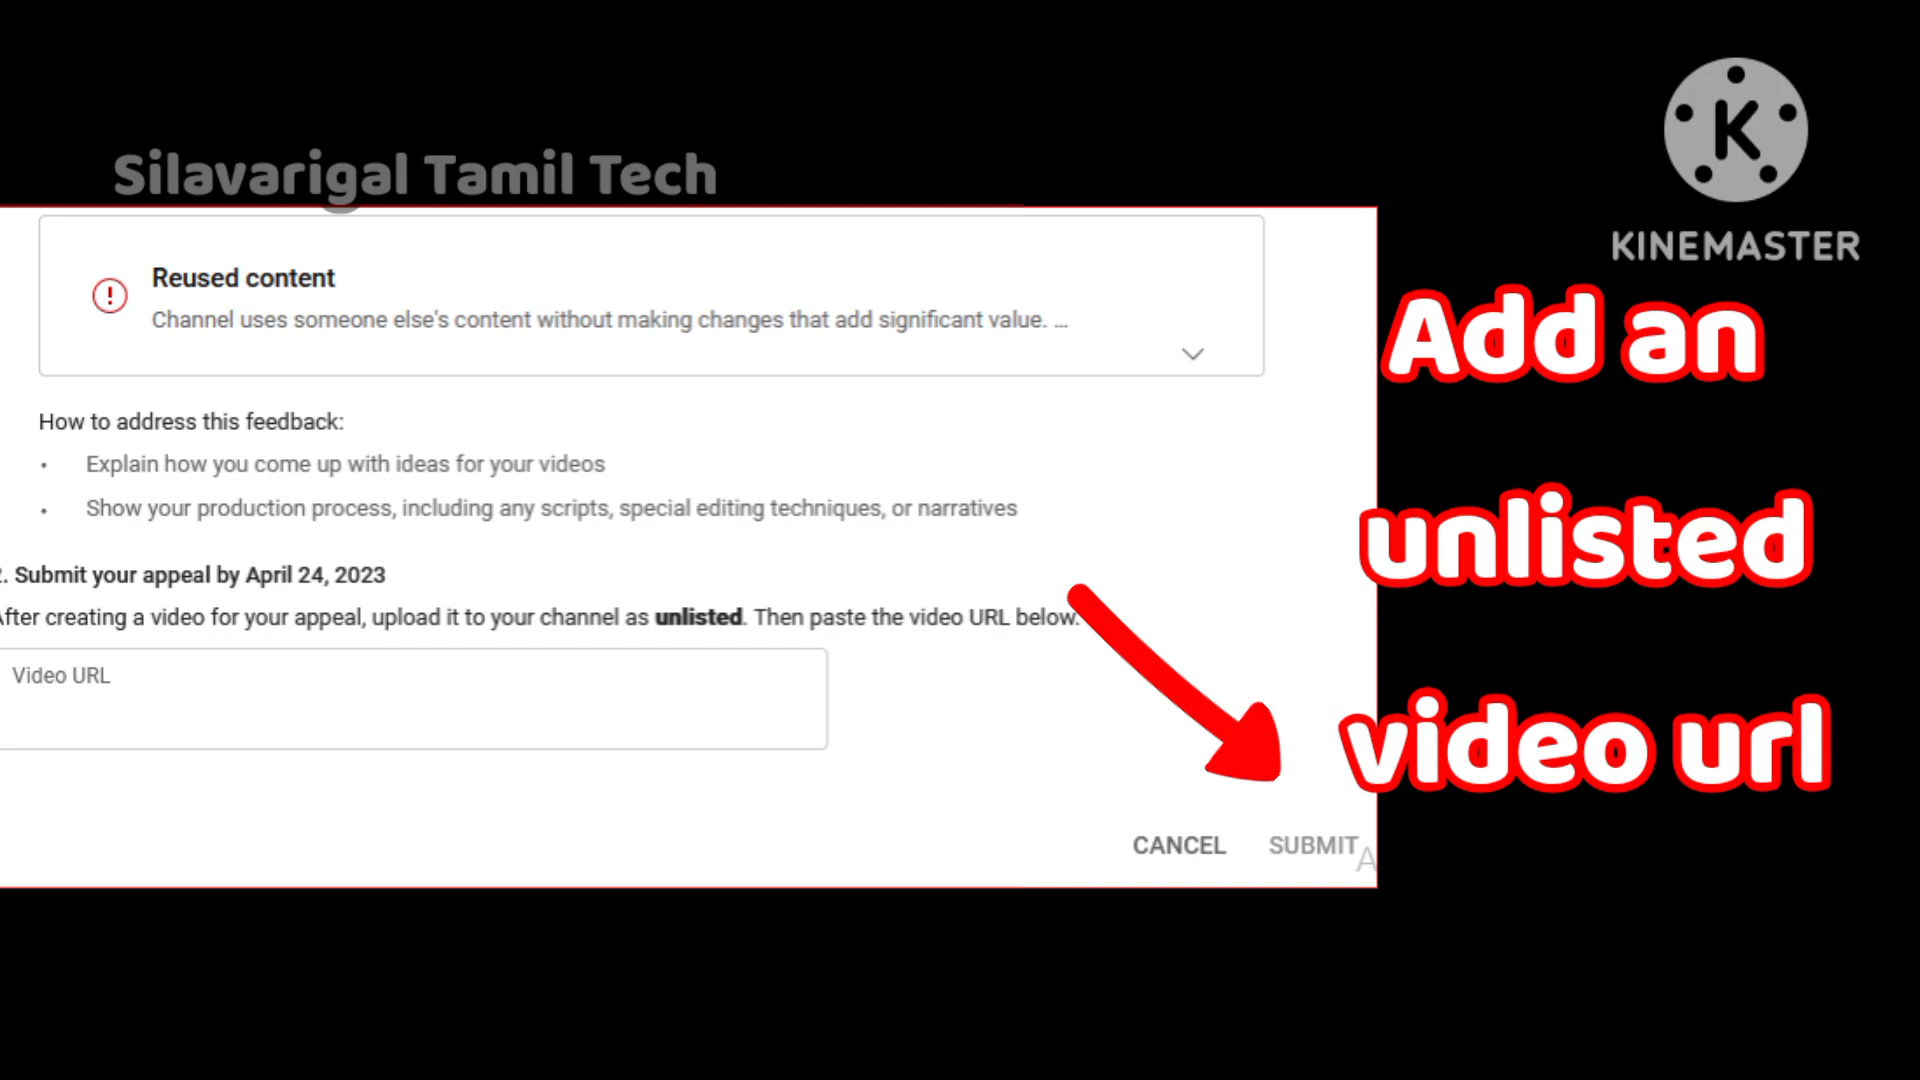 Silavarigal Tamil Tech
K
KINEMASTER
Reused content
Channel uses someone else's content without making changes that add significant value. ...
How to address this feedback:
• Explain how you come up with ideas for your videos
• Show your production process, including any scripts, special editing techniques, or narratives
. Submit your appeal by April 24, 2023
After creating a video for your appeal, upload it to your channel as unlisted. Then paste the video URL below.
Video URL
CANCEL SUBMIT
A
Add an
unlisted
video url